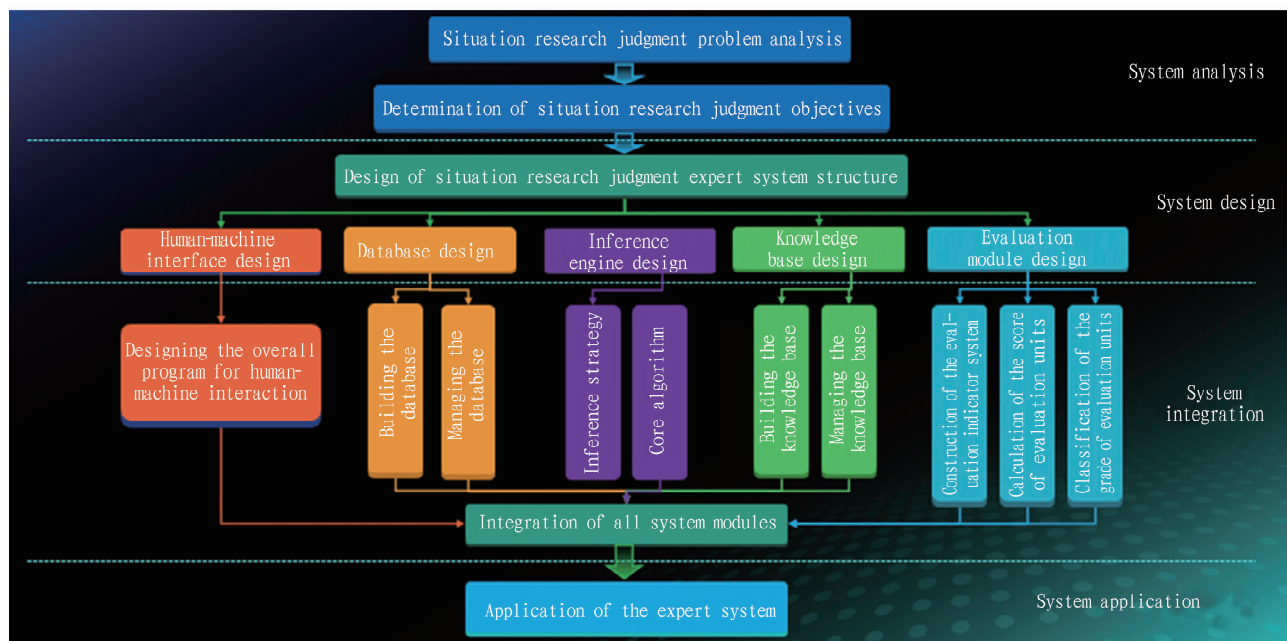 Situation research judgment problem analysis
System analysis
Determination of situation research judgment objectives
Design of situation research judgment expert system structure
System design
Human-machine
interface design
Database design
Inference
engine design
Knowledge
base design
Evaluation
module design
Designing the overall
program for human-
machine interaction
Building the
database
Managing the
database
Inference strategy
Core algorithm
Building the
knowledge base
Managing the
knowledge base
Construction of the eval-
uation indicator system
Calculation of the score
of evaluation units
Classification of the
grade of evaluation units
System
integration
Integration of all system modules
Application of the expert system
System application